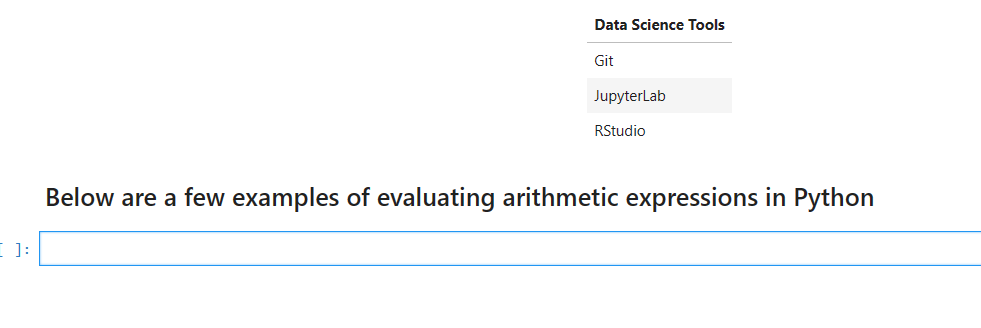 Data Science Tools
Git
JupyterLab
RStudio
Below are a few examples of evaluating arithmetic expressions in Python
[ ]: